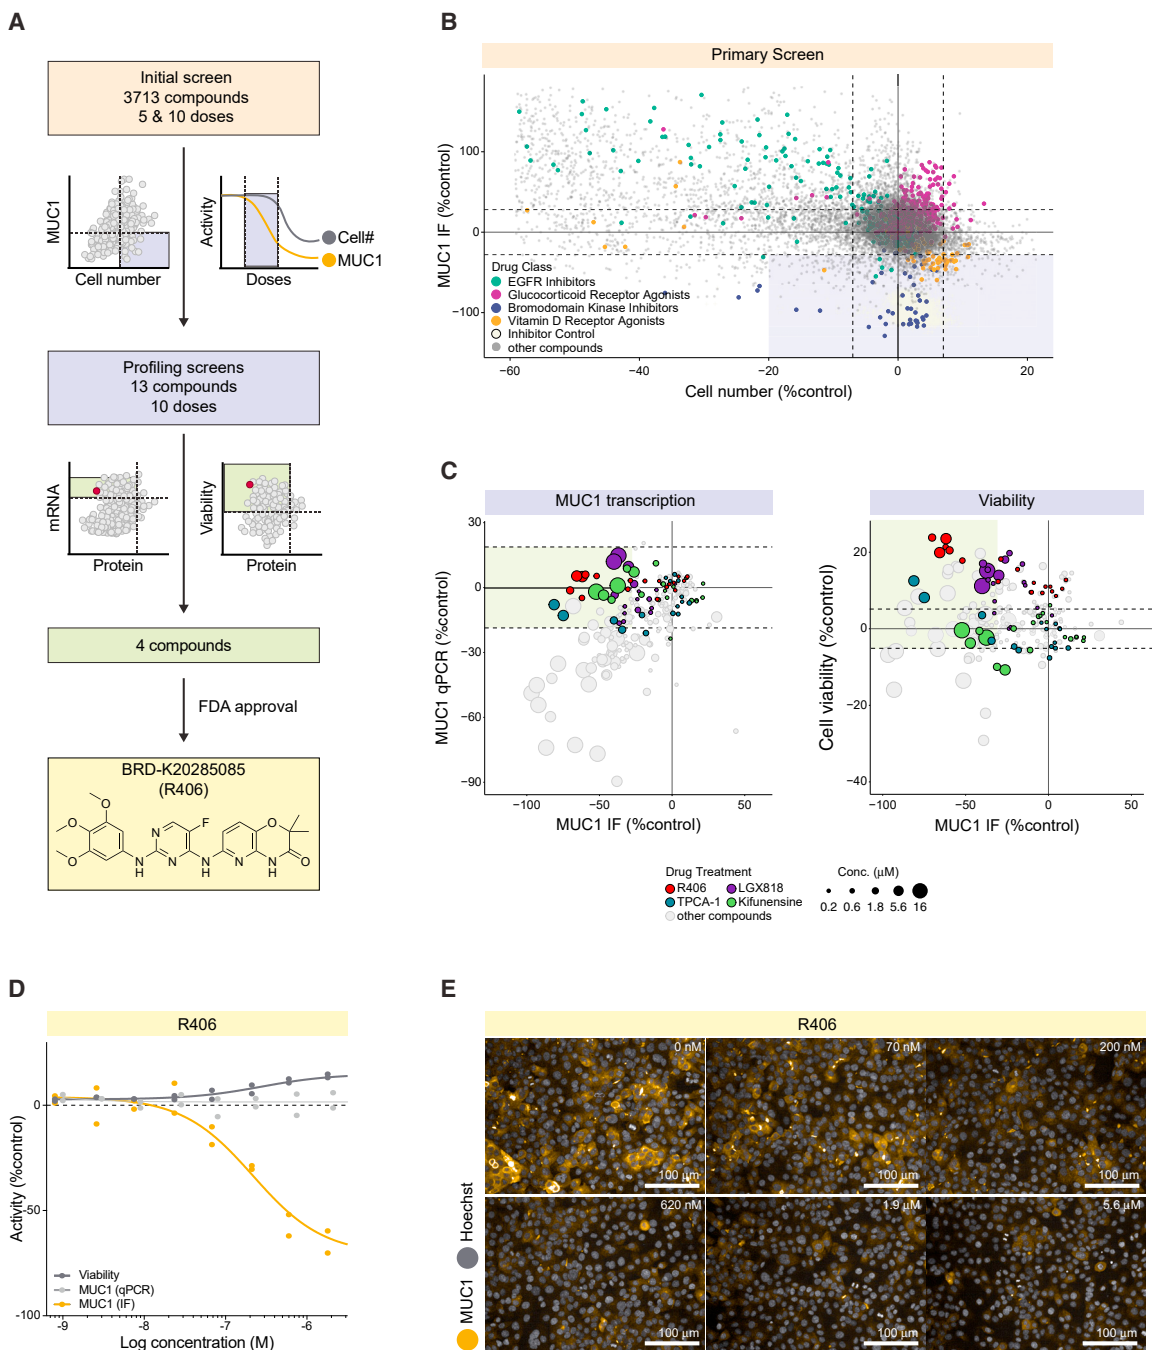 A
Initial screen
3713 compounds
5 & 10 doses
MUC1
Cell number
Activity
Doses
Cell#
MUC1
Profiling screens
13 compounds
10 doses
mRNA
Protein
Viability
Protein
4 compounds
FDA approval
BRD-K20285085
(R406)
O
O
O
N
N
F
N
H
N
H
N
O
N
H
O
B
Primary Screen
MUC1 IF (%control)
100
0
−100
Drug Class
EGFR Inhibitors
Glucocorticoid Receptor Agonists
Bromodomain Kinase Inhibitors
Vitamin D Receptor Agonists
Inhibitor Control
other compounds
−60
−40
−20
0
20
Cell number (%control)
C
MUC1 transcription
MUC1 qPCR (%control)
30
0
−30
−60
−90
−100
−50
0
MUC1 IF (%control)
Viability
Cell viability (%control)
20
0
−20
−40
−100
−50
0
50
MUC1 IF (%control)
Drug Treatment
R406
LGX818
TPCA-1
Kifunensine
other compounds
Conc. (μM)
0.2 0.6 1.8 5.6 16
D
R406
Activity (%control)
0
-50
-100
Viability
MUC1 (qPCR)
MUC1 (IF)
-9
-8
-7
-6
Log concentration (M)
E
R406
MUC1
Hoechst
0 nM
100 μm
70 nM
100 μm
200 nM
100 μm
620 nM
100 μm
1.9 μM
100 μm
5.6 μM
100 μm